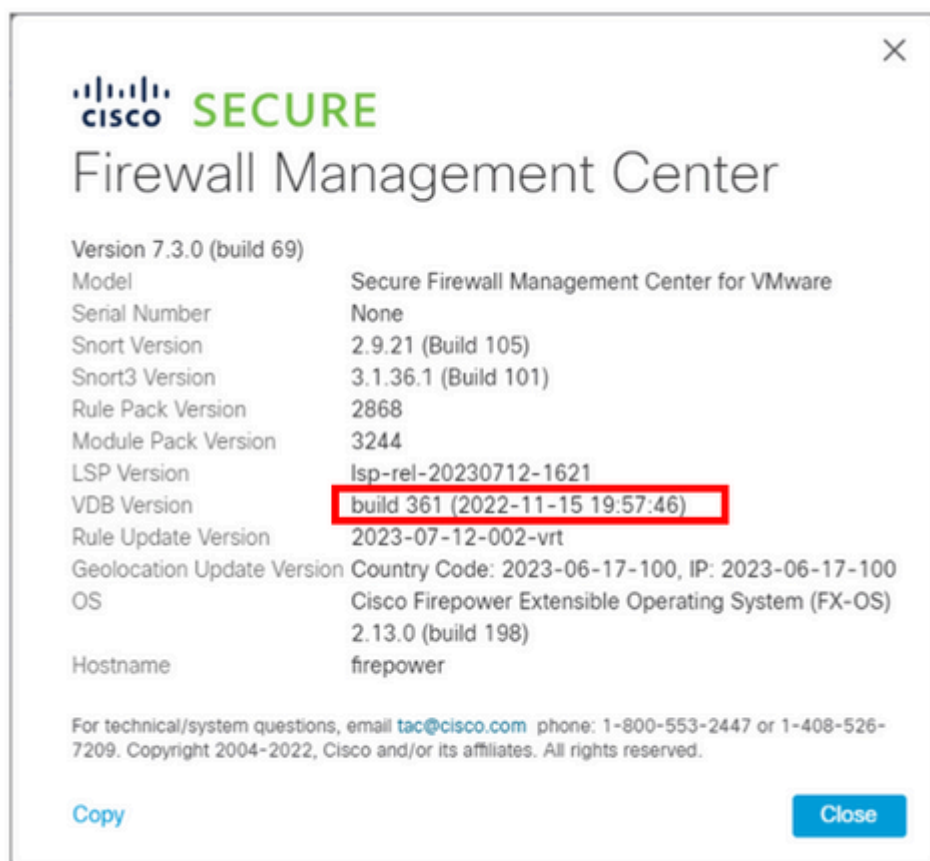 cisco SECURE
Firewall Management Center
Version 7.3.0 (build 69)
Model Secure Firewall Management Center for VMware
Serial Number None
Snort Version 2.9.21 (Build 105)
Snort3 Version 3.1.36.1 (Build 101)
Rule Pack Version 2868
Module Pack Version 3244
LSP Version lsp-rel-20230712-1621
VDB Version build 361 (2022-11-15 19:57:46)
Rule Update Version 2023-07-12-002-vrt
Geolocation Update Version Country Code: 2023-06-17-100, IP: 2023-06-17-100
OS Cisco Firepower Extensible Operating System (FX-OS)
2.13.0 (build 198)
Hostname firepower
For technical/system questions, email tac@cisco.com phone: 1-800-553-2447 or 1-408-526-
7209. Copyright 2004-2022, Cisco and/or its affiliates. All rights reserved.
Copy Close